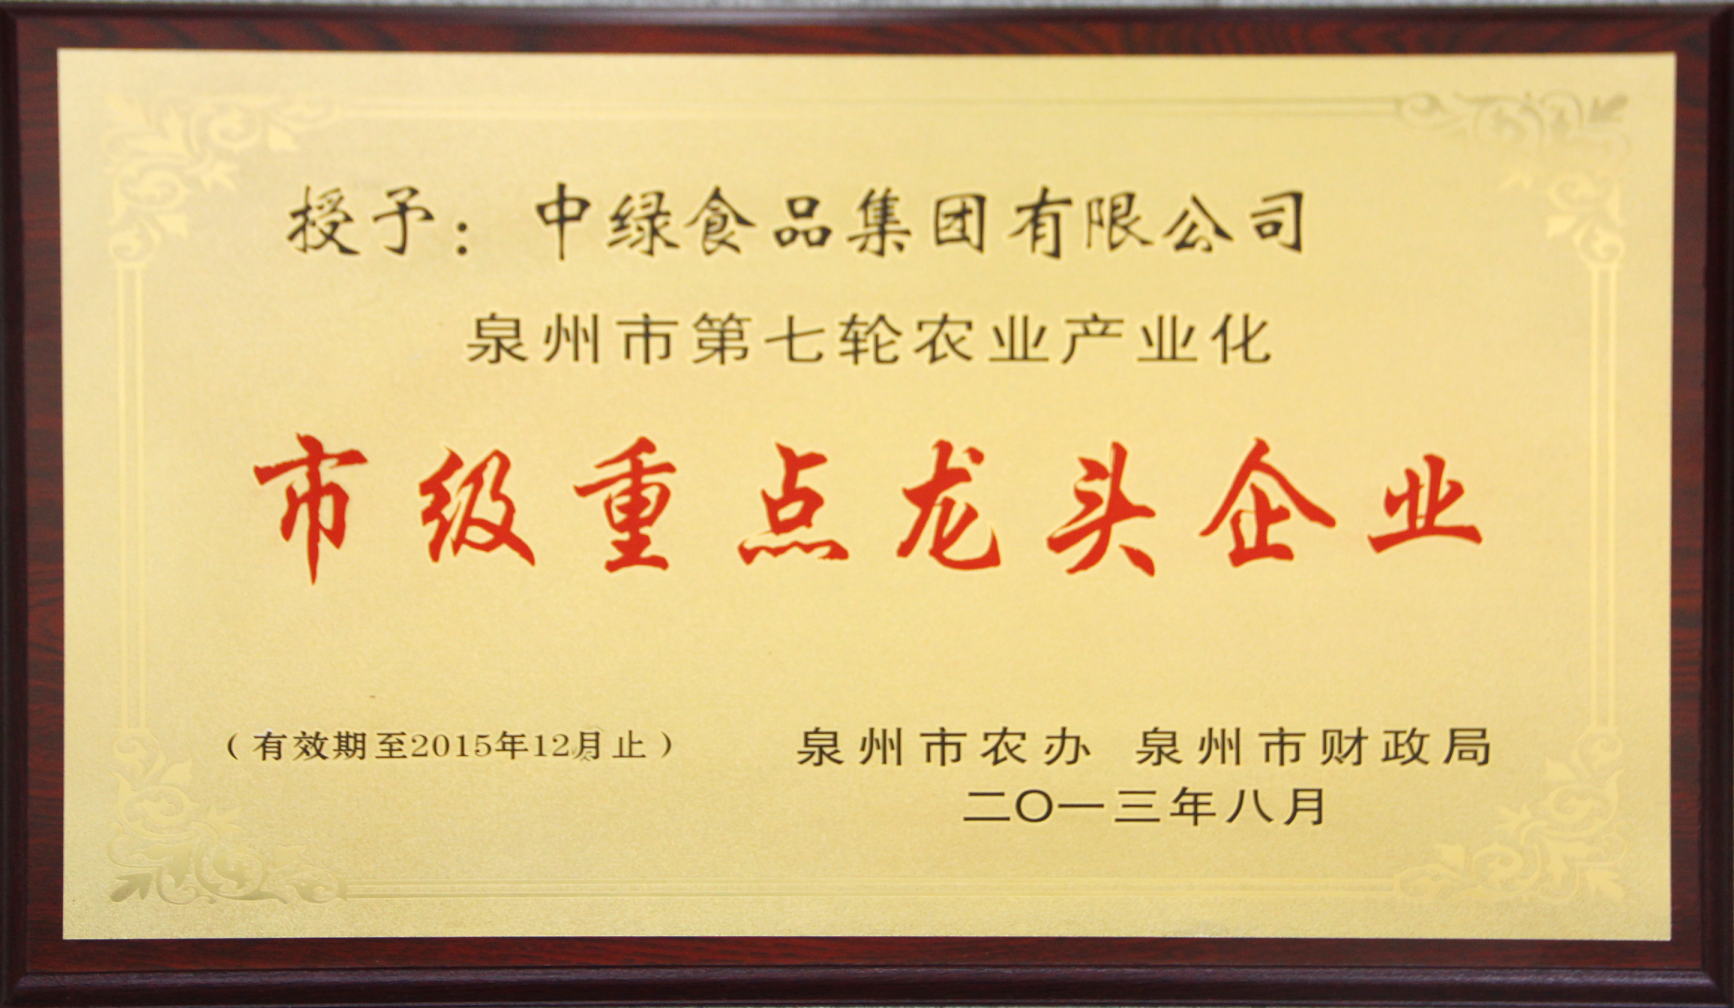 授予：中绿食品集团有限公司
泉州市第七轮农业产业化
市级重点龙头企业
（有效期至2015年12月止）
泉州市农办 泉州市财政局
二〇一三年八月